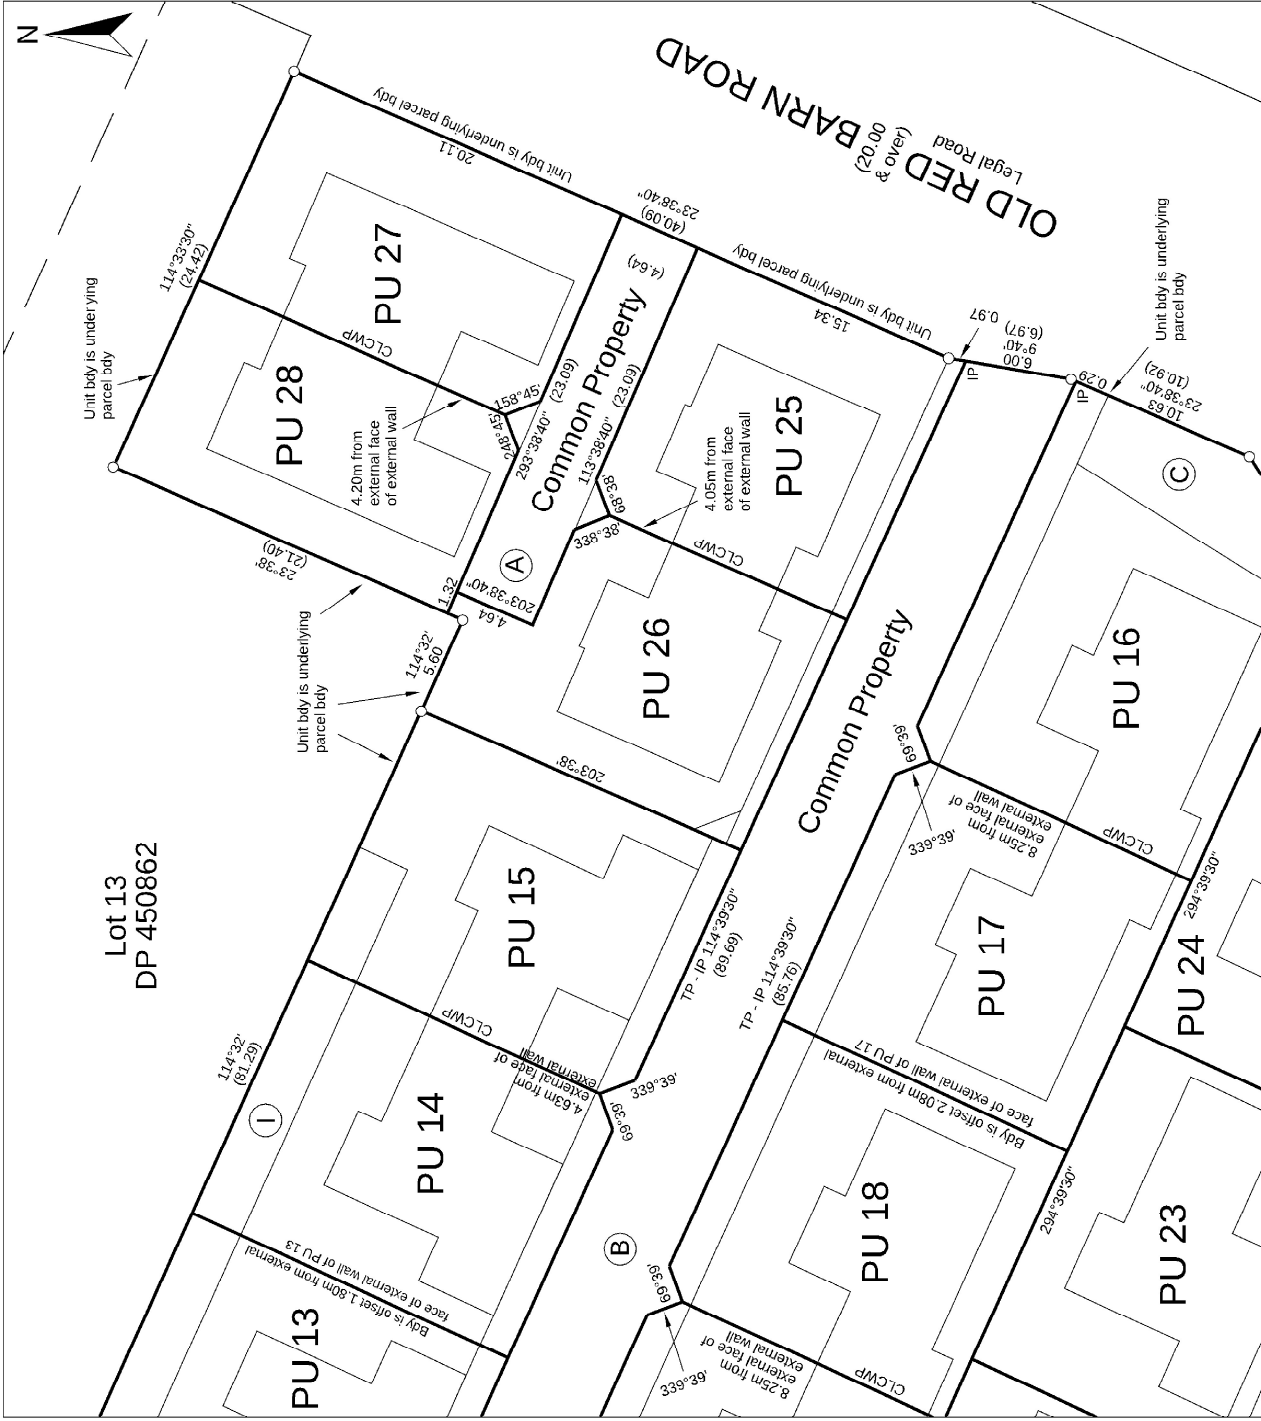 N
OLD RED BARN ROAD
(20.00
& over)
Legal Road
Unit bdy is underlying parcel bdy
20.11
114°33'30"
(24.42)
Unit bdy is underying
parcel bdy
PU 27
CLCWP
PU 28
4.20m from
external face
of external wall
158°45'
248°45'
293°38'40" (23.09)
Common Property
(4.64)
(40.09)
23°38'40"
113°38'40" (23.09)
68°38'
338°38'
4.05m from
external face
of external wall
PU 25
Unit bdy is underlying parcel bdy
15.34
0.97
(6.97)
9°40'
6.00
IP
IP
0.29
Unit bdy is underlying
parcel bdy
(10.92)
23°38'40"
10.63
C
23°38'
(21.40)
1.32
203°38'40"
4.64
A
CLCWP
PU 26
114°32'
5.60
Unit bdy is underlying
parcel bdy
203°38'
Lot 13
DP 450862
PU 15
Common Property
PU 16
69°39'
339°39'
8.25m from
external face of
external wall
CLCWP
294°39'30"
TP - IP 114°39'30"
(89.69)
TP - IP 114°39'30"
(85.76)
PU 17
PU 24
114°32'
(81.29)
I
CLCWP
4.63m from
external face of
external wall
339°39'
69°39'
PU 14
Bdy is offset 2.08m from external
face of external wall of PU 17
294°39'30"
PU 18
PU 23
B
69°39'
339°39'
8.25m from
external face of
external wall
CLCWP
Bdy is offset 1.80m from external
face of external wall of PU 13
PU 13